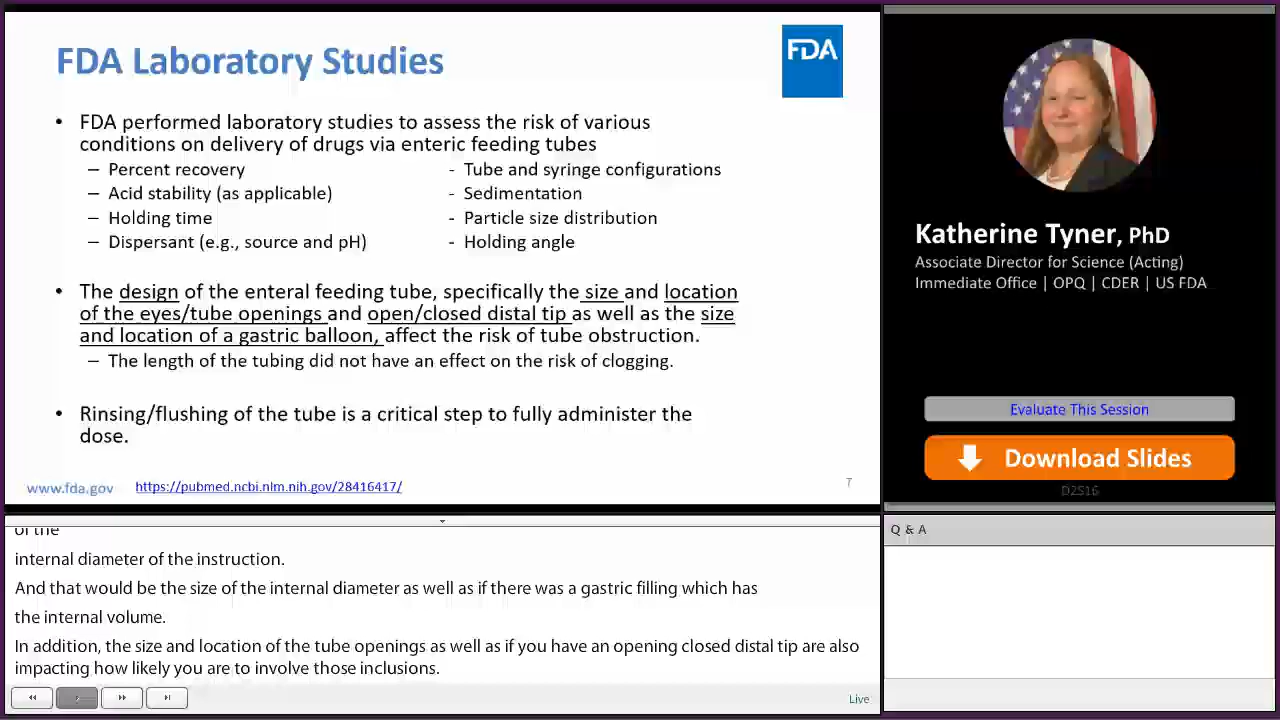 FDA Laboratory Studies
FDA
• FDA performed laboratory studies to assess the risk of various
conditions on delivery of drugs via enteric feeding tubes
– Percent recovery
– Acid stability (as applicable)
– Holding time
– Dispersant (e.g., source and pH)
- Tube and syringe configurations
- Sedimentation
- Particle size distribution
- Holding angle
• The design of the enteral feeding tube, specifically the size and location
of the eyes/tube openings and open/closed distal tip as well as the size
and location of a gastric balloon, affect the risk of tube obstruction.
– The length of the tubing did not have an effect on the risk of clogging.
• Rinsing/flushing of the tube is a critical step to fully administer the
dose.
www.fda.gov
https://pubmed.ncbi.nlm.nih.gov/28416417/
7
Katherine Tyner, PhD
Associate Director for Science (Acting)
Immediate Office | OPQ | CDER | US FDA
Evaluate This Session
Download Slides
D2S16
of the
internal diameter of the instruction.
And that would be the size of the internal diameter as well as if there was a gastric filling which has
the internal volume.
In addition, the size and location of the tube openings as well as if you have an opening closed distal tip are also
impacting how likely you are to involve those inclusions.
Live
Q & A